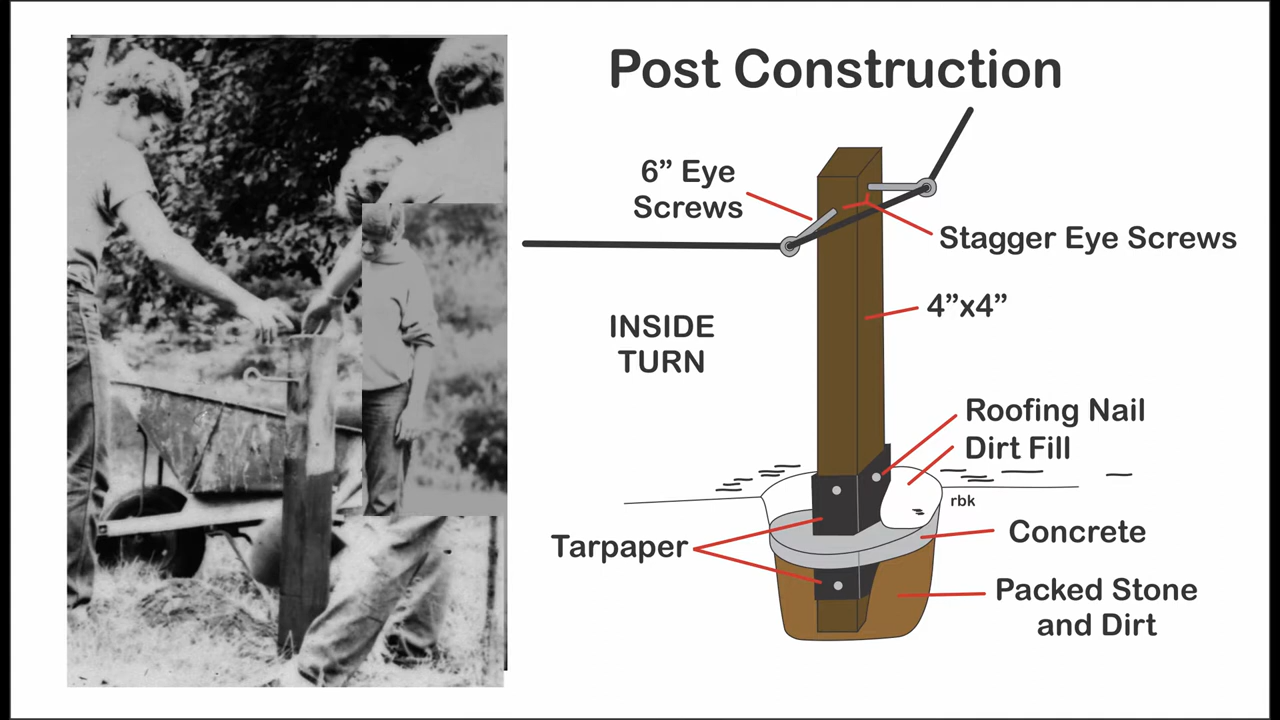 Post Construction
6” Eye
Screws
Stagger Eye Screws
4”x4”
INSIDE
TURN
Roofing Nail
Dirt Fill
rbk
Tarpaper
Concrete
Packed Stone
and Dirt